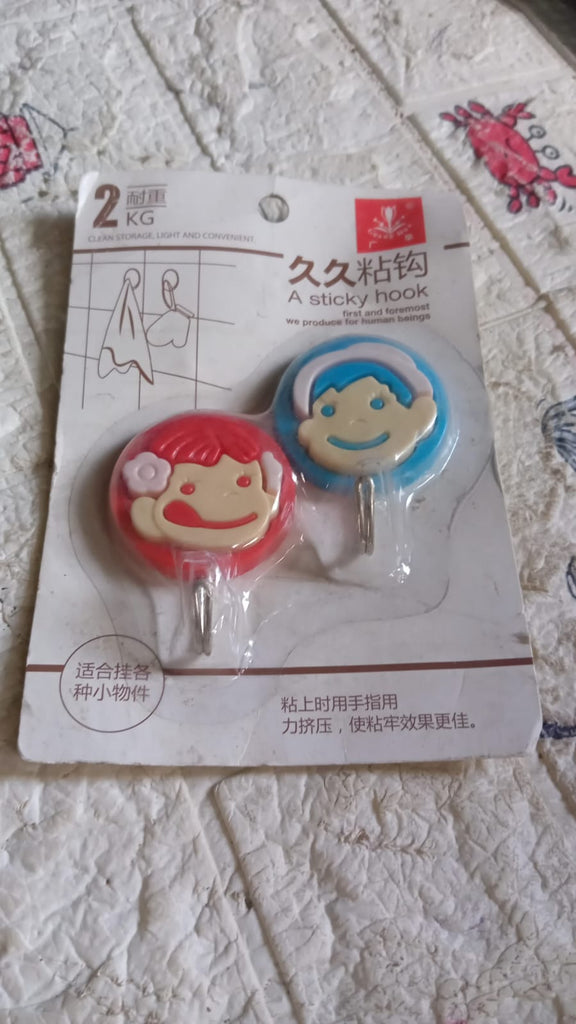 2 耐重
KG
CLEAN STORAGE, LIGHT AND CONVENIENT
久久粘钩
A sticky hook
first and foremost
we produce for human beings
适合挂各
种小物件
粘上时用手指用
力挤压，使粘牢效果更佳。